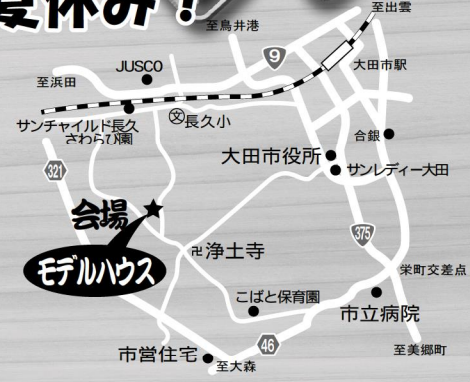 夏休み!
至鳥井港
至出雲
9
JUSCO
大田市駅
至浜田
サンチャイルド長久
さわらび園
文
長久小
合銀
大田市役所
サンレディー大田
321
会場
モデルハウス
卍浄土寺
375
栄町交差点
こばと保育園
市立病院
市営住宅
至大森
46
至美郷町